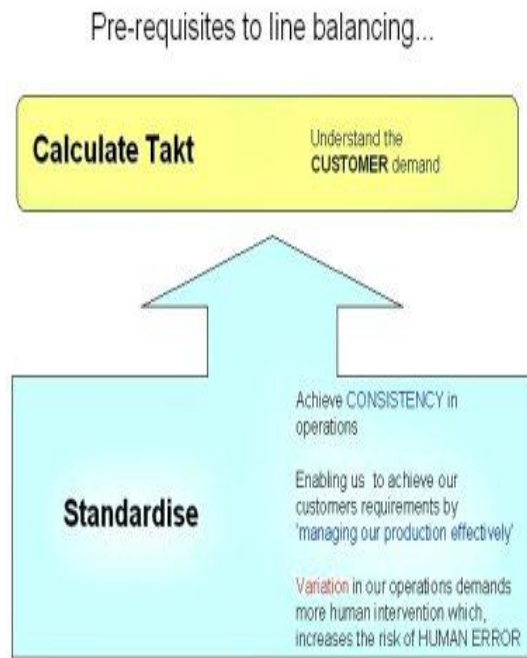 Pre-requisites to line balancing...
Calculate Takt
Understand the
CUSTOMER demand
Standardise
Achieve CONSISTENCY in
operations
Enabling us to achieve our
customers requirements by
'managing our production effectively'
Variation in our operations demands
more human intervention which,
increases the risk of HUMAN ERROR